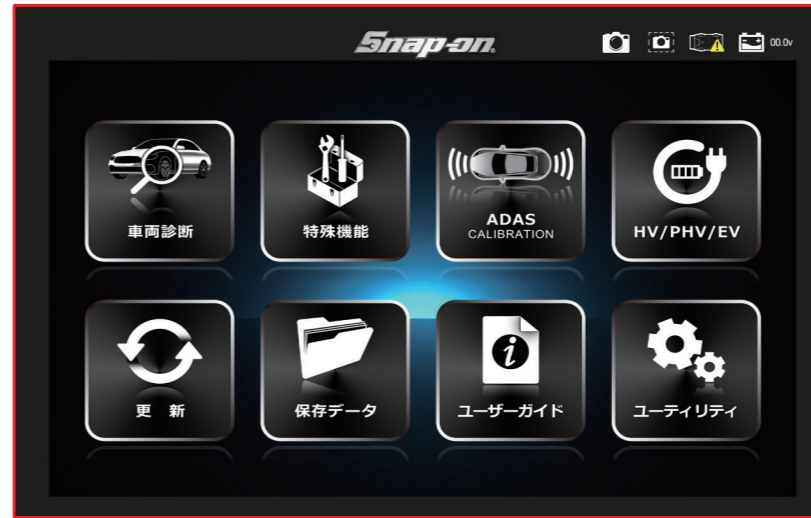 Snap-on
00.0v
車両診断
特殊機能
ADAS
CALIBRATION
HV/PHV/EV
更 新
保存データ
ユーザーガイド
ユーティリティ